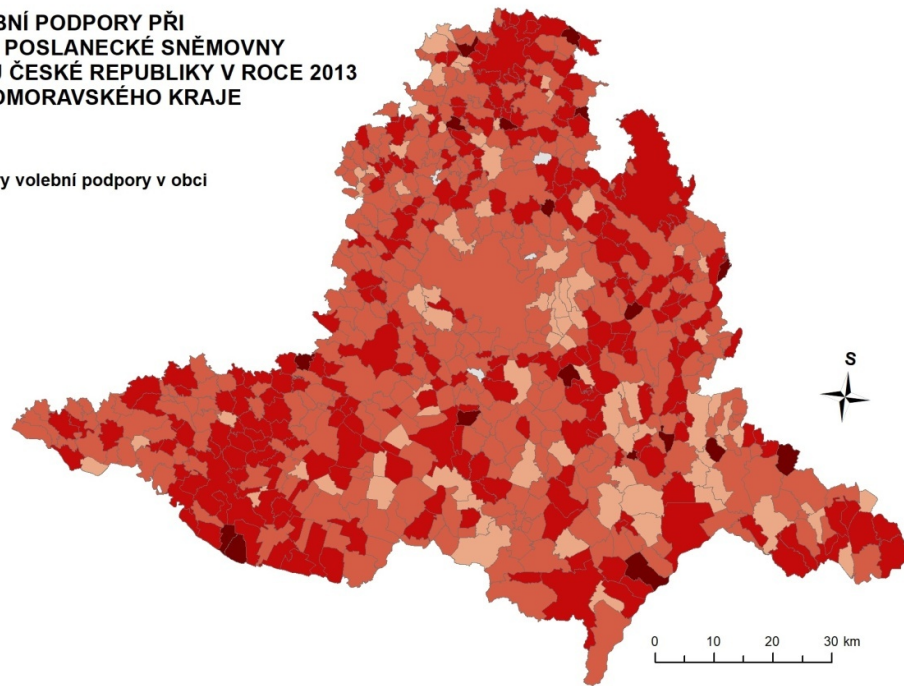 BNÍ PODPORY PŘI
POSLANECKÉ SNĚMOVNY
ČESKÉ REPUBLIKY V ROCE 2013
OMORAVSKÉHO KRAJE
y volební podpory v obci
S
0 10 20 30 km